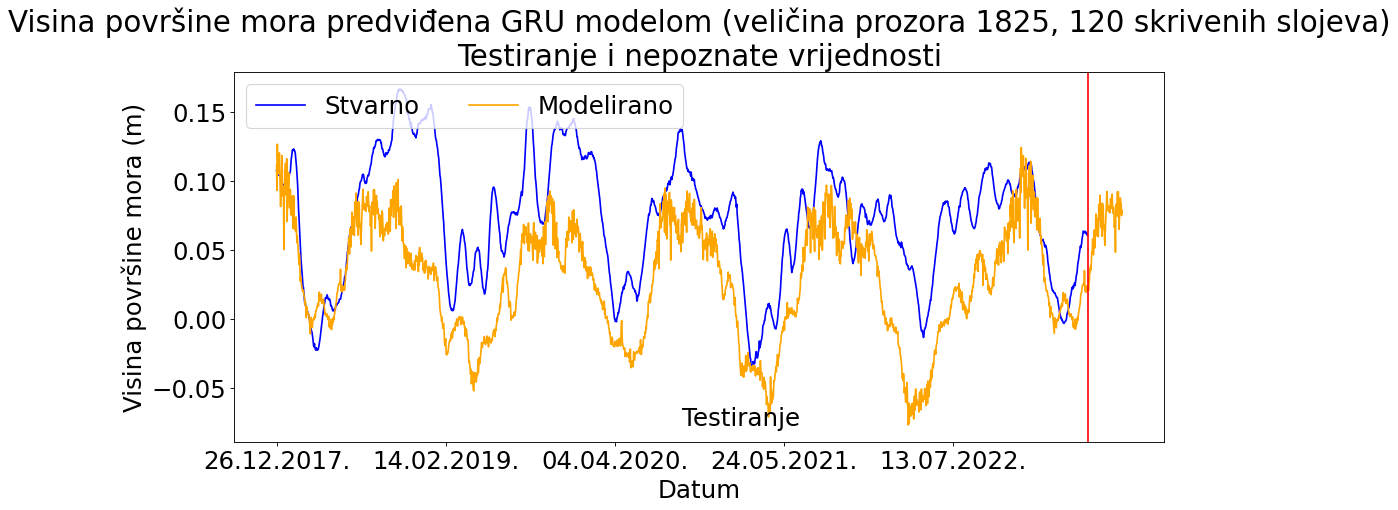 Visina površine mora predviđena GRU modelom (veličina prozora 1825, 120 skrivenih slojeva)
Testiranje i nepoznate vrijednosti
Stvarno
Modelirano
Visina površine mora (m)
0.15
0.10
0.05
0.00
−0.05
Testiranje
26.12.2017.
14.02.2019.
04.04.2020.
24.05.2021.
13.07.2022.
Datum